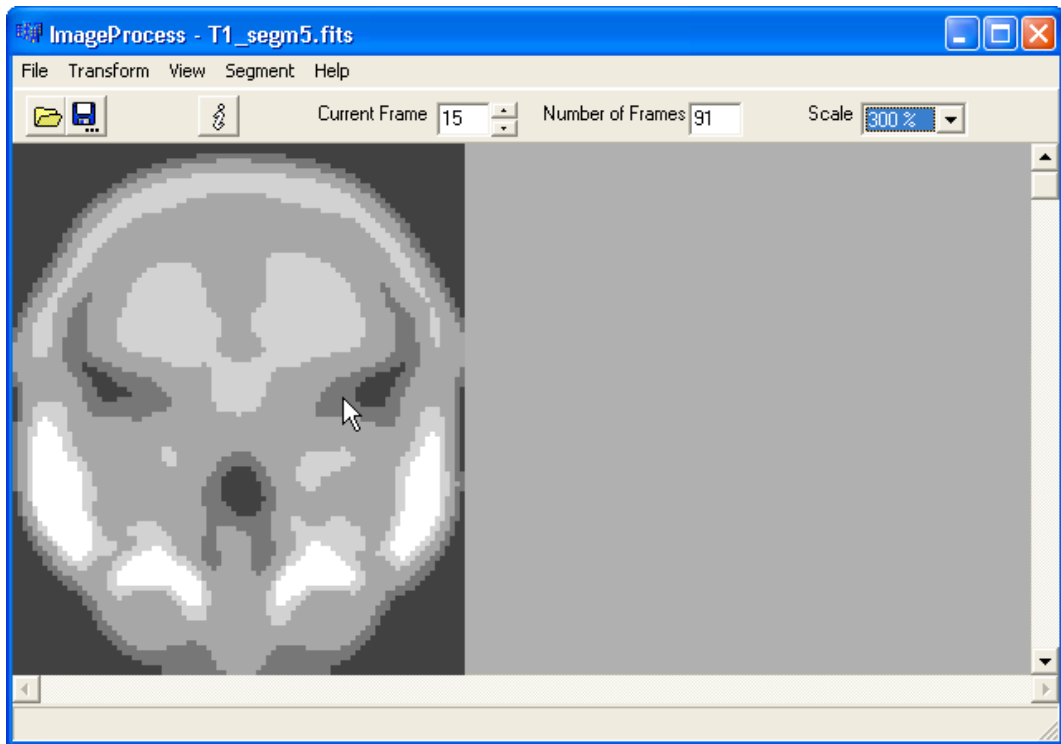 ImageProcess - T1_segm5.fits
File Transform View Segment Help
Current Frame 15 Number of Frames 91 Scale 300 %